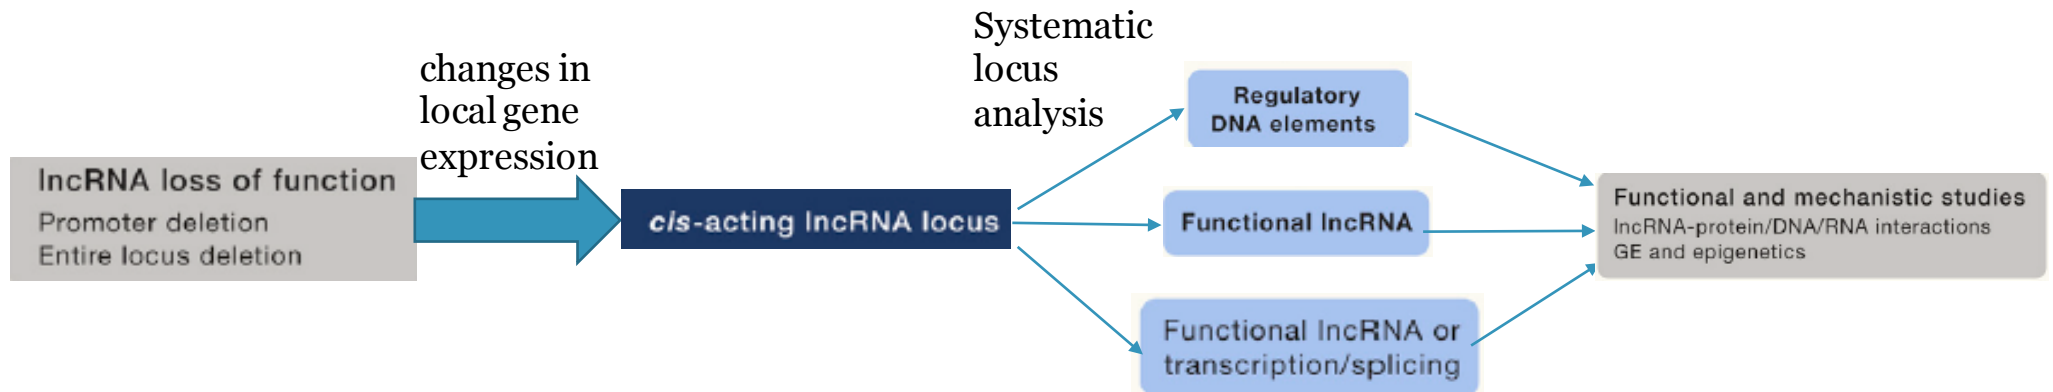 lncRNA loss of function
Promoter deletion
Entire locus deletion
changes in
local gene
expression
cis-acting lncRNA locus
Systematic
locus
analysis
Regulatory
DNA elements
Functional lncRNA
Functional lncRNA or
transcription/splicing
Functional and mechanistic studies
lncRNA-protein/DNA/RNA interactions
GE and epigenetics